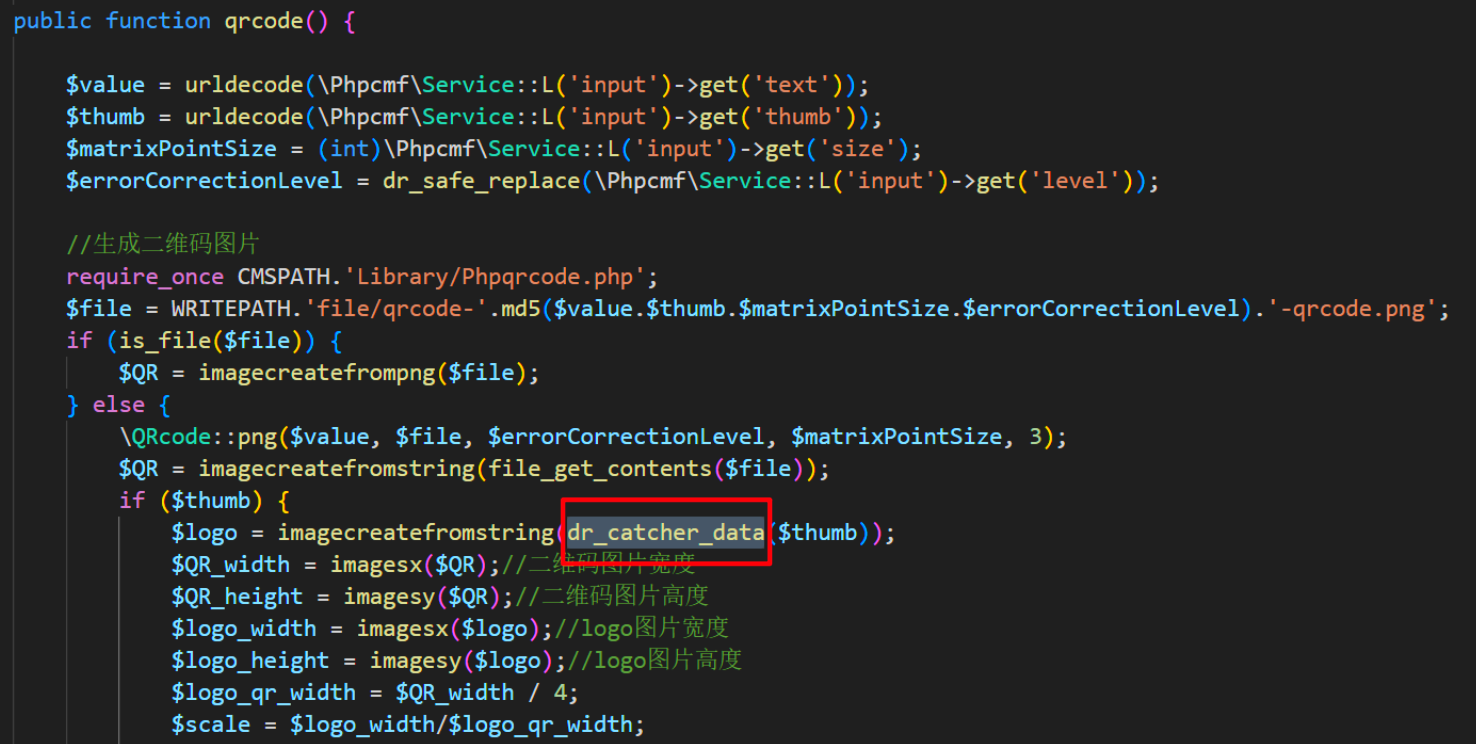 public function qrcode() {
$value = urldecode(\Phpcmf\Service::L('input')->get('text'));
$thumb = urldecode(\Phpcmf\Service::L('input')->get('thumb'));
$matrixPointSize = (int)\Phpcmf\Service::L('input')->get('size');
$errorCorrectionLevel = dr_safe_replace(\Phpcmf\Service::L('input')->get('level'));
//生成二维码图片
require_once CMSPATH.'Library/Phpqrcode.php';
$file = WRITEPATH.'file/qrcode-'.md5($value.$thumb.$matrixPointSize.$errorCorrectionLevel).'-qrcode.png';
if (is_file($file)) {
$QR = imagecreatefrompng($file);
} else {
\QRcode::png($value, $file, $errorCorrectionLevel, $matrixPointSize, 3);
$QR = imagecreatefromstring(file_get_contents($file));
if ($thumb) {
$logo = imagecreatefromstring(dr_catcher_data($thumb));
$QR_width = imagesx($QR);//二维码图片宽度
$QR_height = imagesy($QR);//二维码图片高度
$logo_width = imagesx($logo);//logo图片宽度
$logo_height = imagesy($logo);//logo图片高度
$logo_qr_width = $QR_width / 4;
$scale = $logo_width/$logo_qr_width;